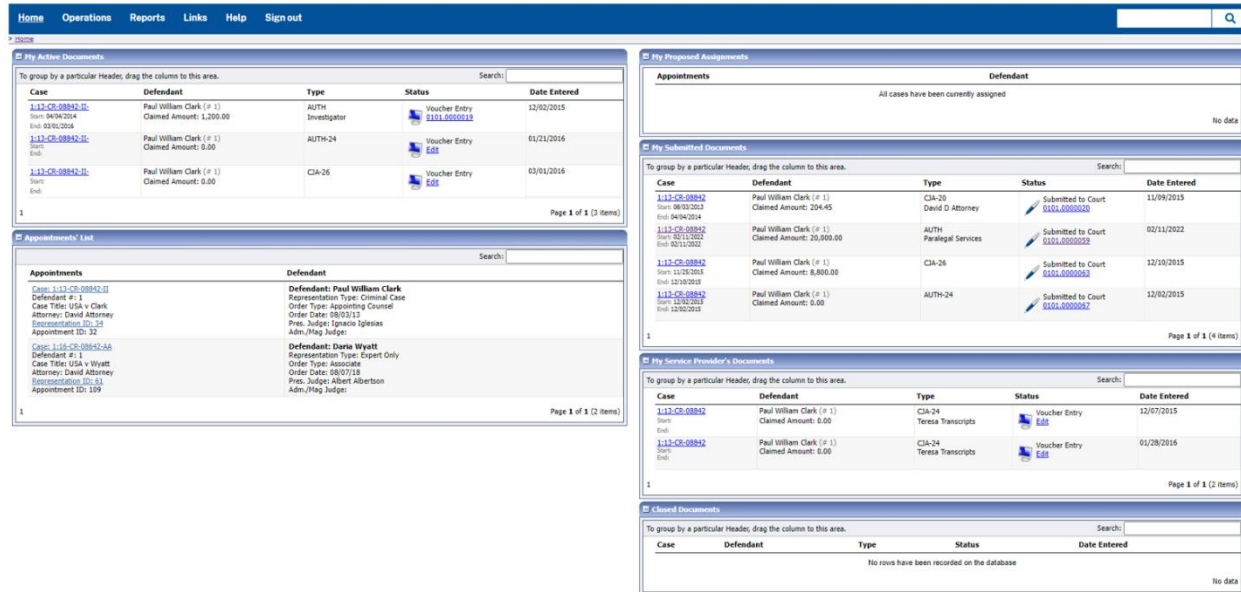 Home Operations Reports Links Help Sign out
> Home
My Active Documents
To group by a particular Header, drag the column to this area. Search:
Case Defendant Type Status Date Entered
1:13-CR-08842-II- Paul William Clark (# 1) AUTH Voucher Entry 12/02/2015
Start: 04/04/2014 Claimed Amount: 1,200.00 Investigator 0101.0000019
End: 03/01/2016
1:13-CR-08842-II- Paul William Clark (# 1) AUTH-24 Voucher Entry 01/21/2016
Start: Claimed Amount: 0.00 Edit
End:
1:13-CR-08842-II- Paul William Clark (# 1) CJA-26 Voucher Entry 03/01/2016
Start: Claimed Amount: 0.00 Edit
End:
1 Page 1 of 1 (3 items)
Appointments' List
Search:
Appointments Defendant
Case: 1:13-CR-08842-II Defendant: Paul William Clark
Defendant #: 1 Representation Type: Criminal Case
Case Title: USA v Clark Order Type: Appointing Counsel
Attorney: David Attorney Order Date: 08/03/13
Representation ID: 34 Pres. Judge: Ignacio Iglesias
Appointment ID: 32 Adm./Mag Judge:
Case: 1:16-CR-08642-AA Defendant: Daria Wyatt
Defendant #: 1 Representation Type: Expert Only
Case Title: USA v Wyatt Order Type: Associate
Attorney: David Attorney Order Date: 08/07/18
Representation ID: 61 Pres. Judge: Albert Albertson
Appointment ID: 109 Adm./Mag Judge:
1 Page 1 of 1 (2 items)
My Proposed Assignments
Appointments Defendant
All cases have been currently assigned
No data
My Submitted Documents
To group by a particular Header, drag the column to this area. Search:
Case Defendant Type Status Date Entered
1:13-CR-08842 Paul William Clark (# 1) CJA-20 Submitted to Court 11/09/2015
Start: 08/03/2013 Claimed Amount: 204.45 David D Attorney 0101.0000020
End: 04/04/2014
1:13-CR-08842 Paul William Clark (# 1) AUTH Submitted to Court 02/11/2022
Start: 02/11/2022 Claimed Amount: 20,000.00 Paralegal Services 0101.0000059
End: 02/11/2022
1:13-CR-08842 Paul William Clark (# 1) CJA-26 Submitted to Court 12/10/2015
Start: 11/25/2015 Claimed Amount: 8,800.00 0101.0000063
End: 12/10/2015
1:13-CR-08842 Paul William Clark (# 1) AUTH-24 Submitted to Court 12/02/2015
Start: 12/02/2015 Claimed Amount: 0.00 0101.0000067
End: 12/02/2015
1 Page 1 of 1 (4 items)
My Service Provider's Documents
To group by a particular Header, drag the column to this area. Search:
Case Defendant Type Status Date Entered
1:13-CR-08842 Paul William Clark (# 1) CJA-24 Voucher Entry 12/07/2015
Start: Claimed Amount: 0.00 Teresa Transcripts Edit
End:
1:13-CR-08842 Paul William Clark (# 1) CJA-24 Voucher Entry 01/28/2016
Start: Claimed Amount: 0.00 Teresa Transcripts Edit
End:
1 Page 1 of 1 (2 items)
Closed Documents
To group by a particular Header, drag the column to this area. Search:
Case Defendant Type Status Date Entered
No rows have been recorded on the database
No data